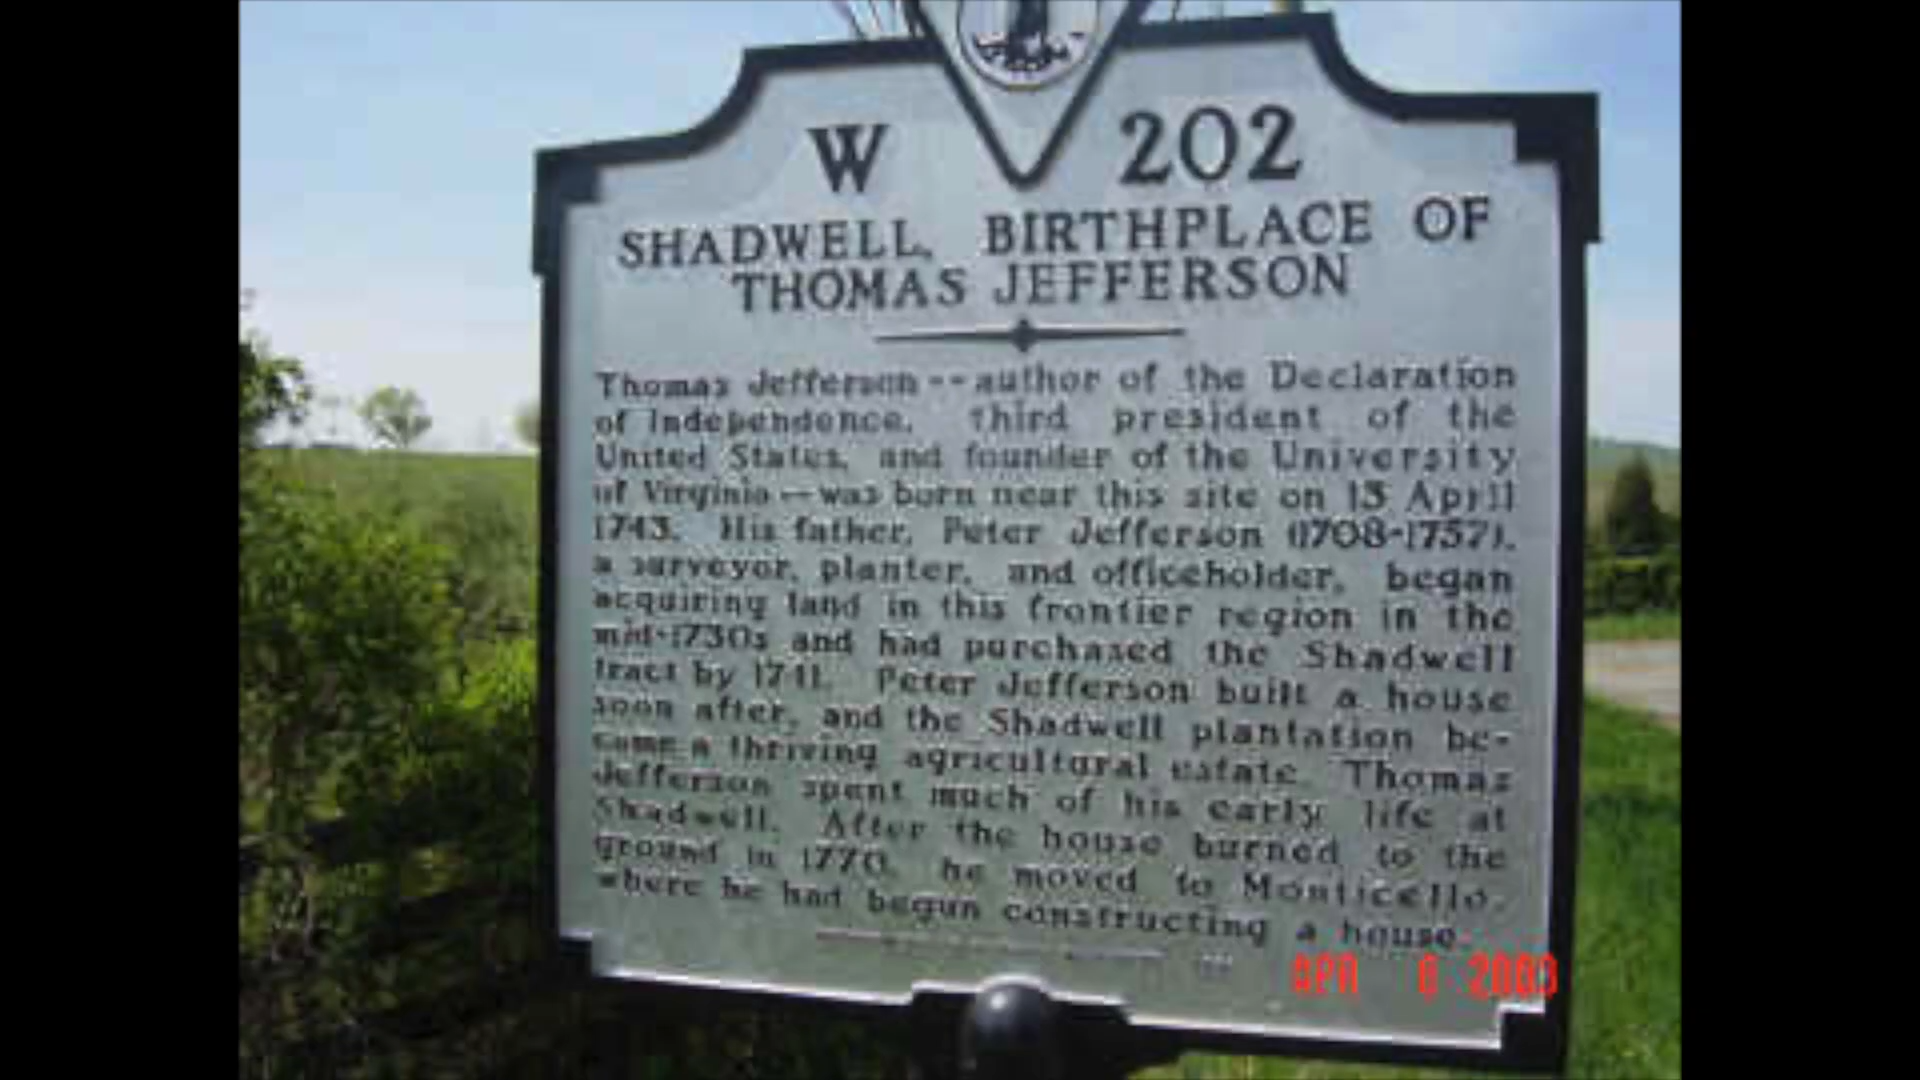 W 202
SHADWELL, BIRTHPLACE OF
THOMAS JEFFERSON
Thomas Jefferson--author of the Declaration
of Independence, third president of the
United States, and founder of the University
of Virginia--was born near this site on 13 April
1743. His father, Peter Jefferson (1708-1757),
a surveyor, planter, and officeholder, began
acquiring land in this frontier region in the
mid-1730s and had purchased the Shadwell
tract by 1741. Peter Jefferson built a house
soon after, and the Shadwell plantation be-
came a thriving agricultural estate. Thomas
Jefferson spent much of his early life at
Shadwell. After the house burned to the
ground in 1770, he moved to Monticello,
where he had begun constructing a house.
APR 2003